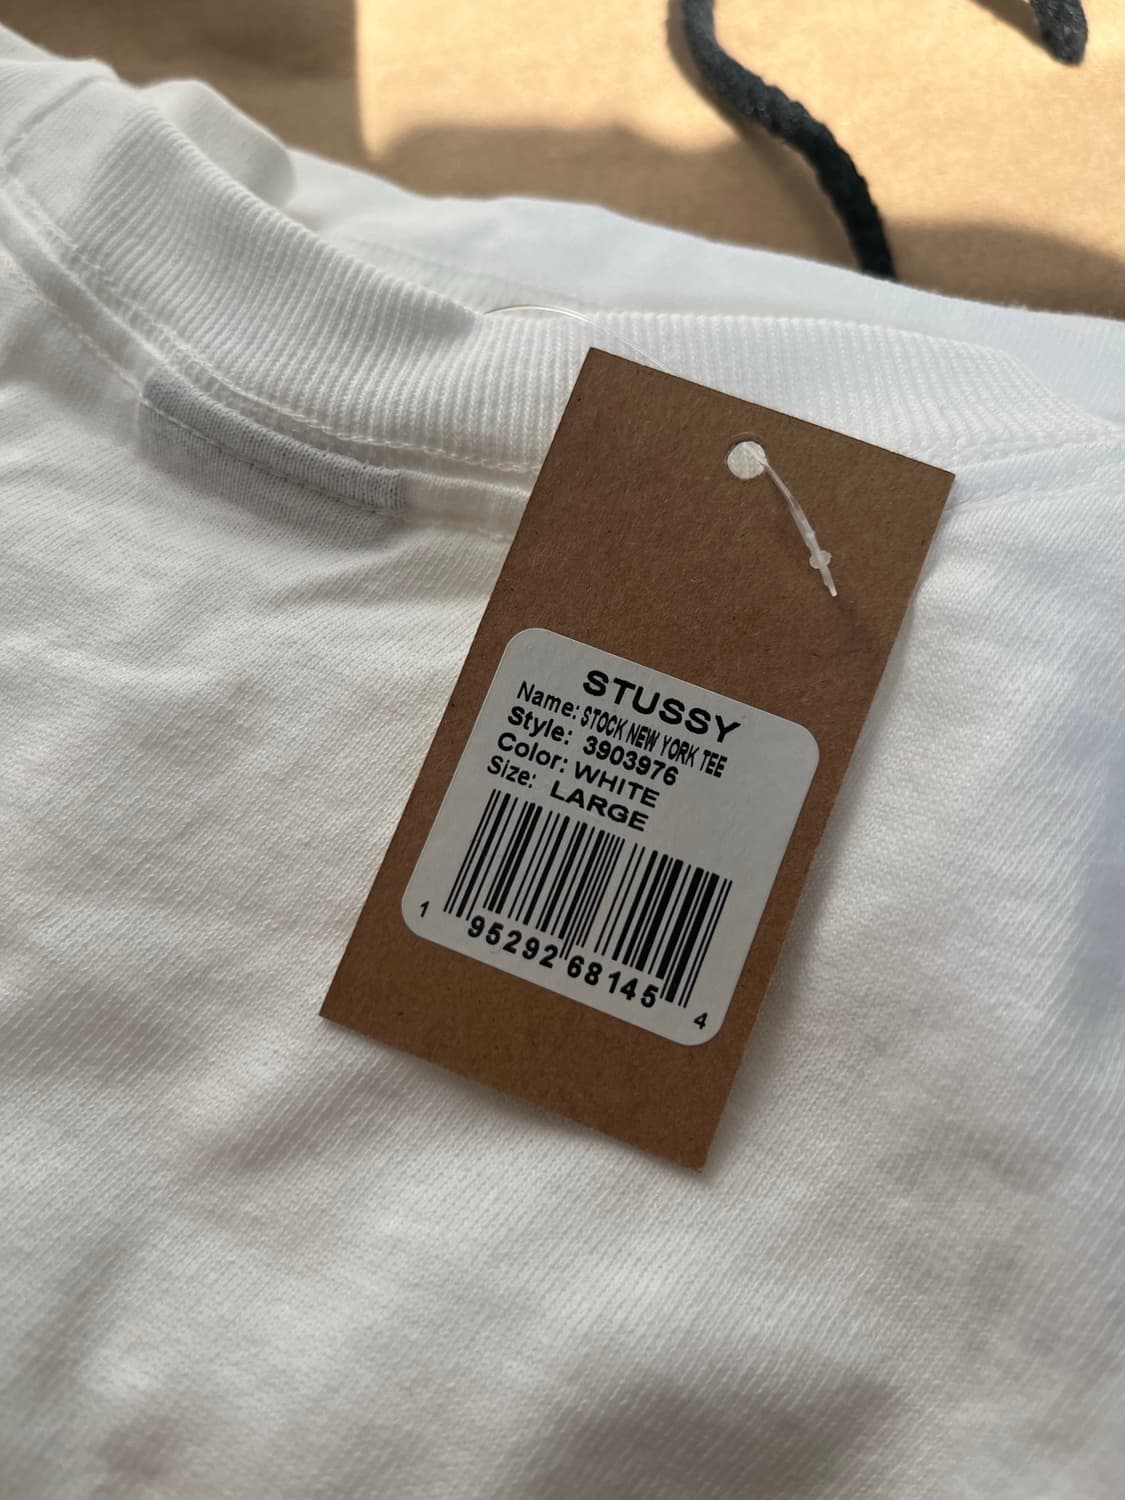 STUSSY
Name: STOCK NEW YORK TEE
Style: 3903976
Color: WHITE
Size: LARGE
1 95292 68145 4